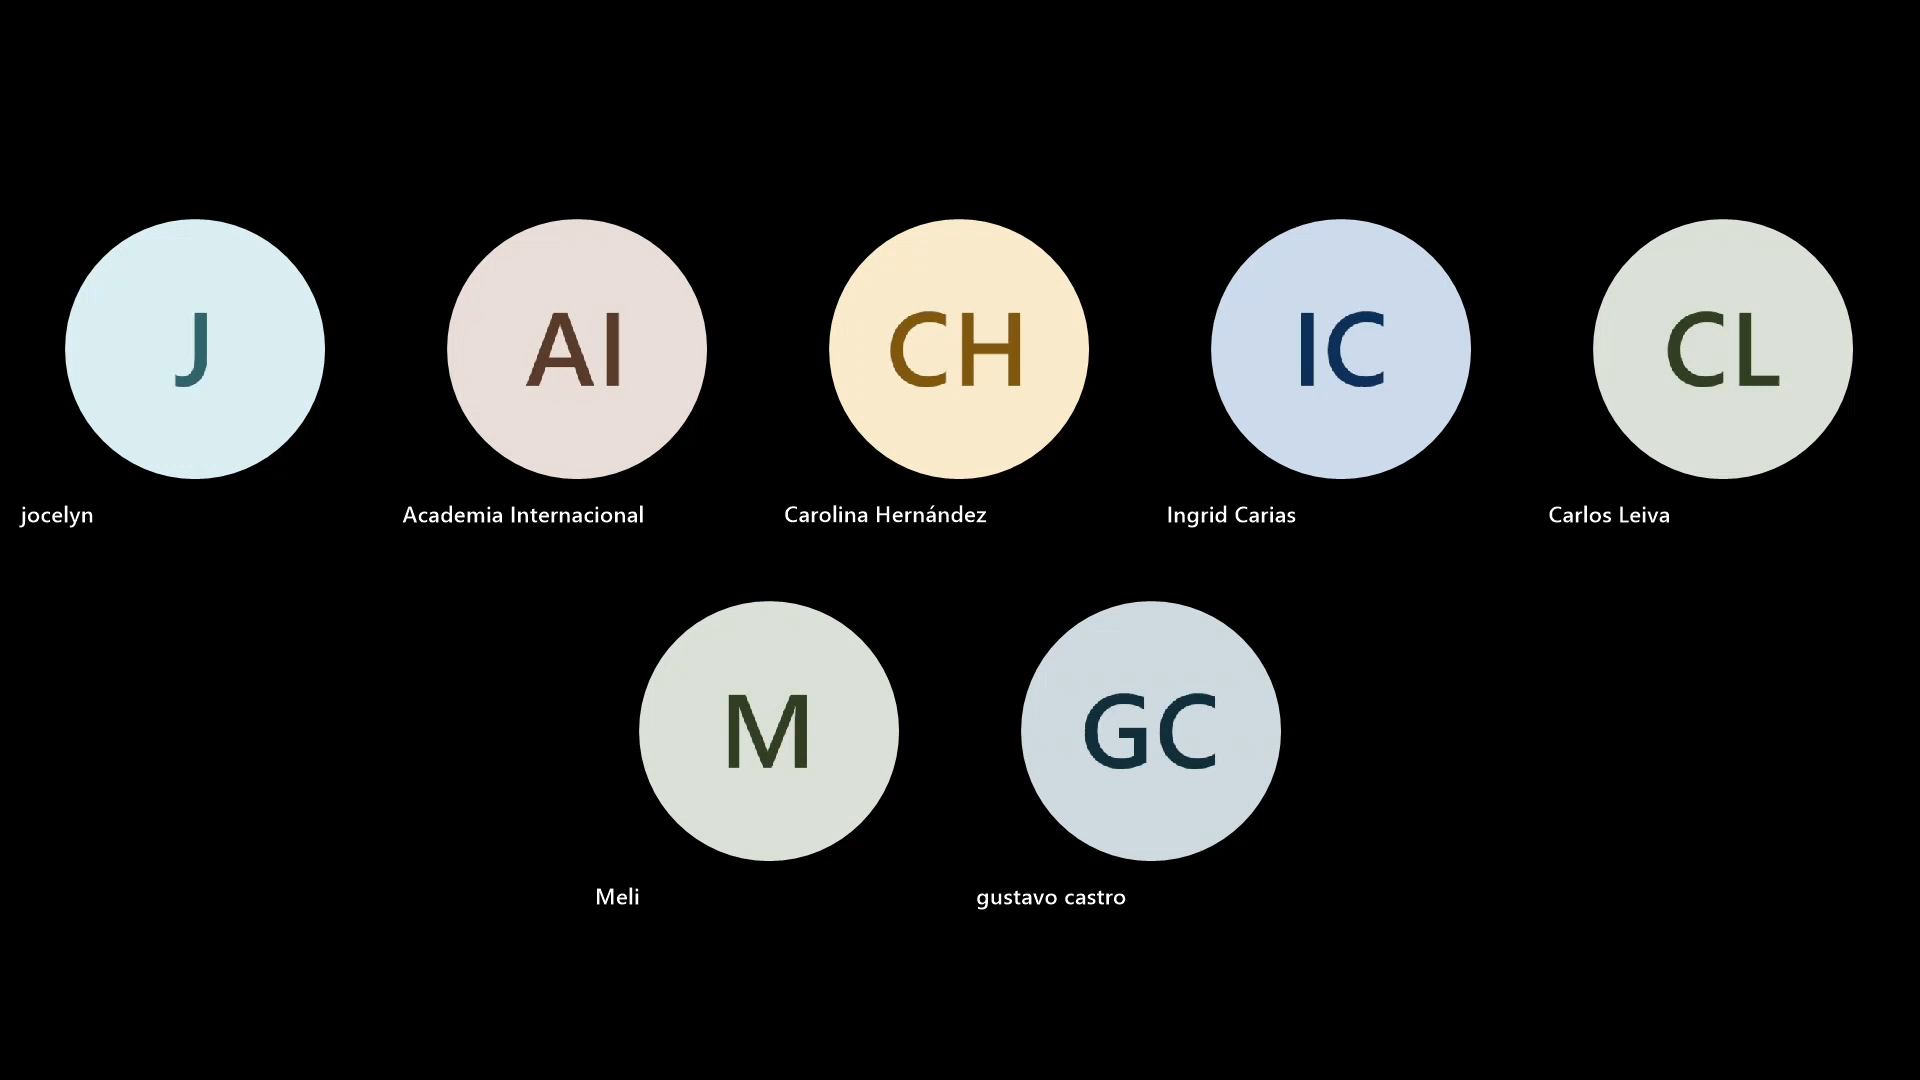 J
AI
CH
IC
CL
jocelyn
Academia Internacional
Carolina Hernández
Ingrid Carias
Carlos Leiva
M
GC
Meli
gustavo castro